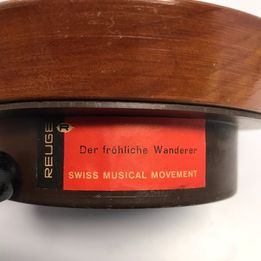 REUGE
R
Der fröhliche Wanderer
SWISS MUSICAL MOVEMENT